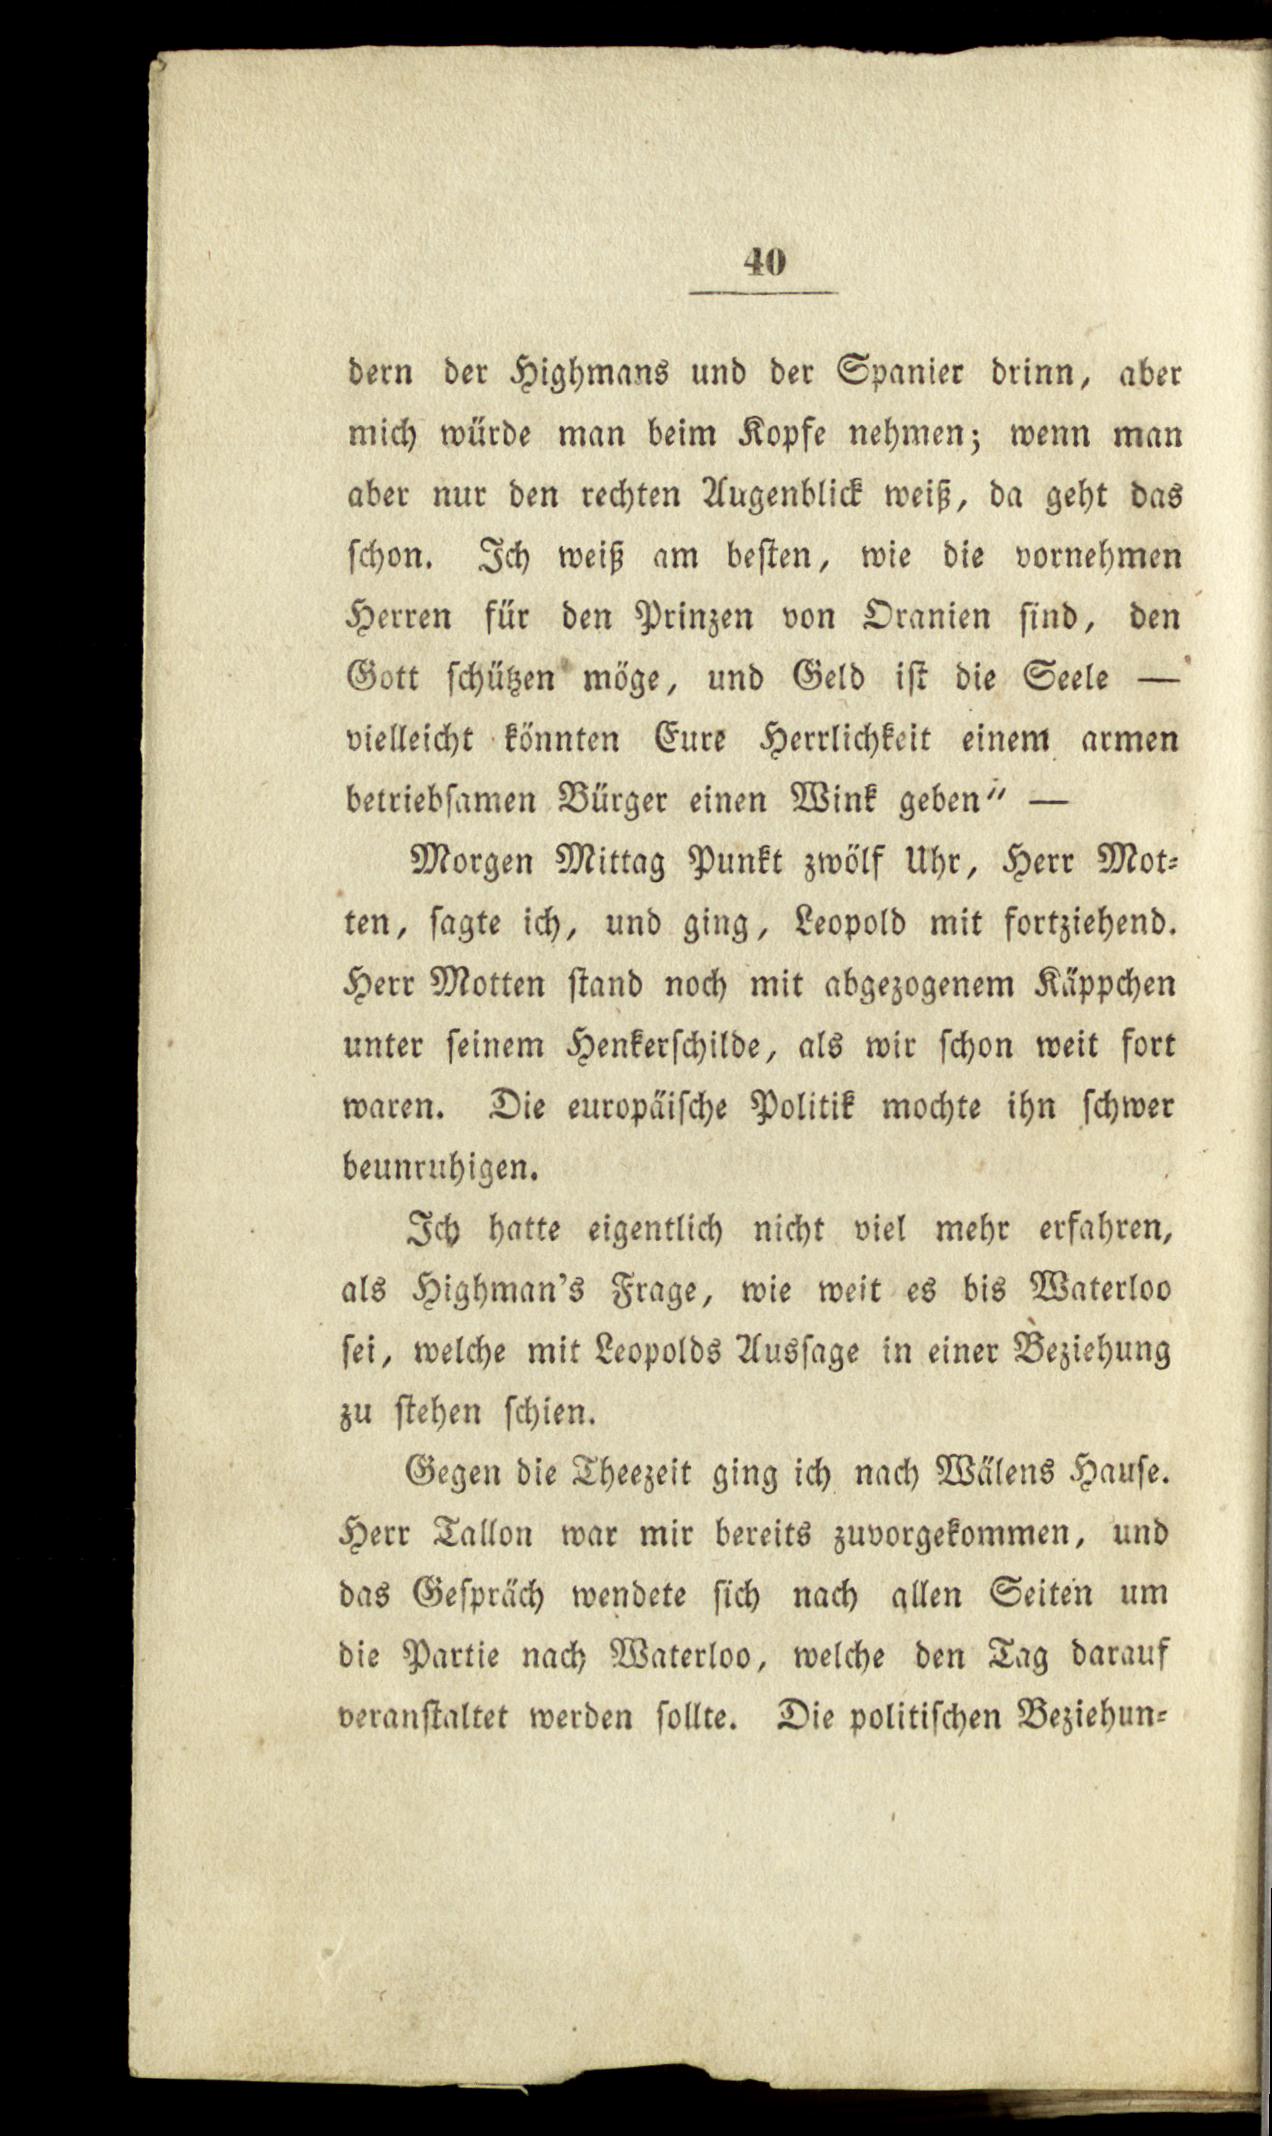 40
dern der Highmans und der Spanier drinn, aber
mich würde man beim Kopfe nehmen; wenn man
aber nur den rechten Augenblick weiß, da geht das
schon. Ich weiß am besten, wie die vornehmen
Herren für den Prinzen von Oranien sind, den
Gott schützen möge, und Geld ist die Seele —
vielleicht könnten Eure Herrlichkeit einem armen
betriebsamen Bürger einen Wink geben“ —
Morgen Mittag Punkt zwölf Uhr, Herr Mot-
ten, sagte ich, und ging, Leopold mit fortziehend.
Herr Motten stand noch mit abgezogenem Käppchen
unter seinem Henkerschilde, als wir schon weit fort
waren. Die europäische Politik mochte ihn schwer
beunruhigen.
Ich hatte eigentlich nicht viel mehr erfahren,
als Highman's Frage, wie weit es bis Waterloo
sei, welche mit Leopolds Aussage in einer Beziehung
zu stehen schien.
Gegen die Theezeit ging ich nach Wälens Hause.
Herr Tallon war mir bereits zuvorgekommen, und
das Gespräch wendete sich nach allen Seiten um
die Partie nach Waterloo, welche den Tag darauf
veranstaltet werden sollte. Die politischen Beziehun-